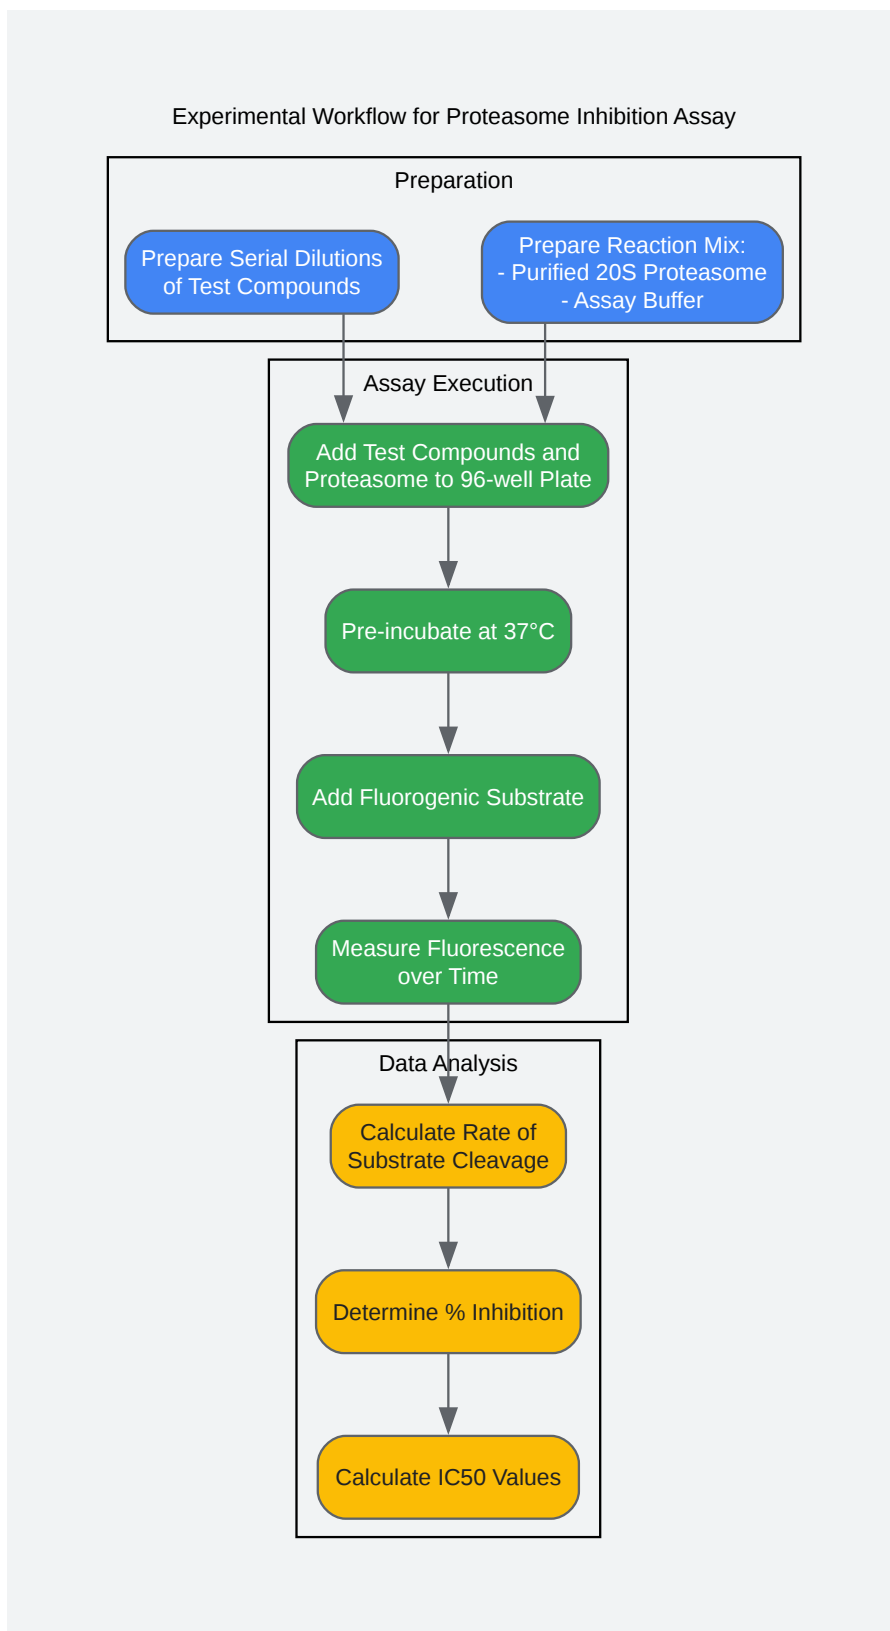 Experimental Workflow for Proteasome Inhibition Assay
Preparation
Prepare Serial Dilutions
of Test Compounds
Prepare Reaction Mix:
- Purified 20S Proteasome
- Assay Buffer
Assay Execution
Add Test Compounds and
Proteasome to 96-well Plate
Pre-incubate at 37°C
Add Fluorogenic Substrate
Measure Fluorescence
over Time
Data Analysis
Calculate Rate of
Substrate Cleavage
Determine % Inhibition
Calculate IC50 Values